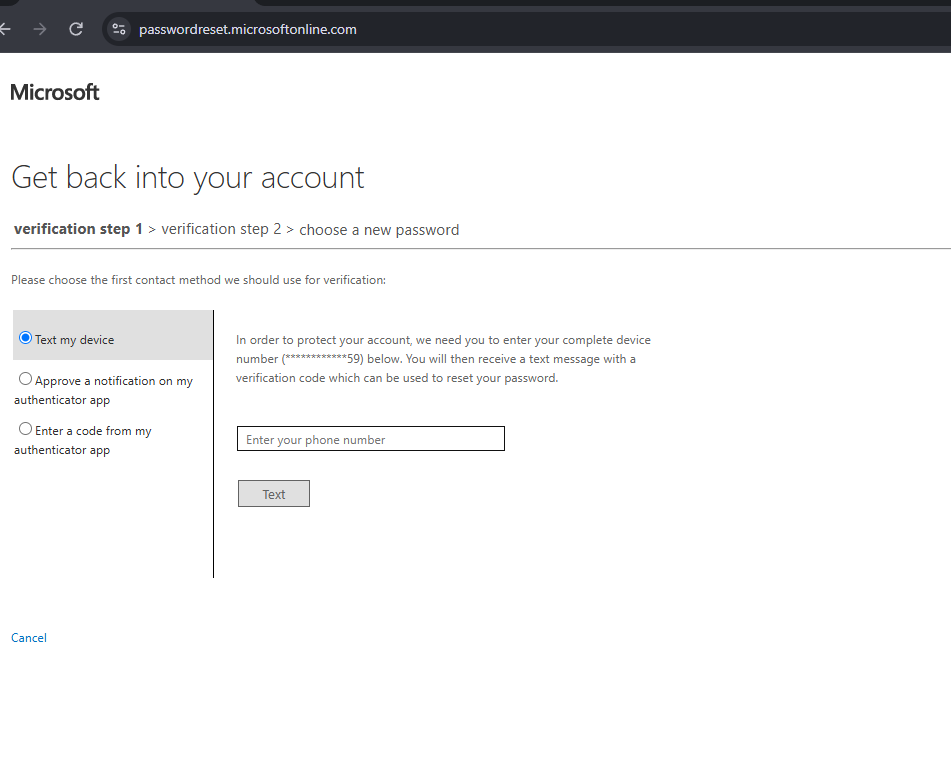 passwordreset.microsoftonline.com
Microsoft
Get back into your account
verification step 1 > verification step 2 > choose a new password
Please choose the first contact method we should use for verification:
Text my device
Approve a notification on my
authenticator app
Enter a code from my
authenticator app
In order to protect your account, we need you to enter your complete device
number (************59) below. You will then receive a text message with a
verification code which can be used to reset your password.
Enter your phone number
Text
Cancel